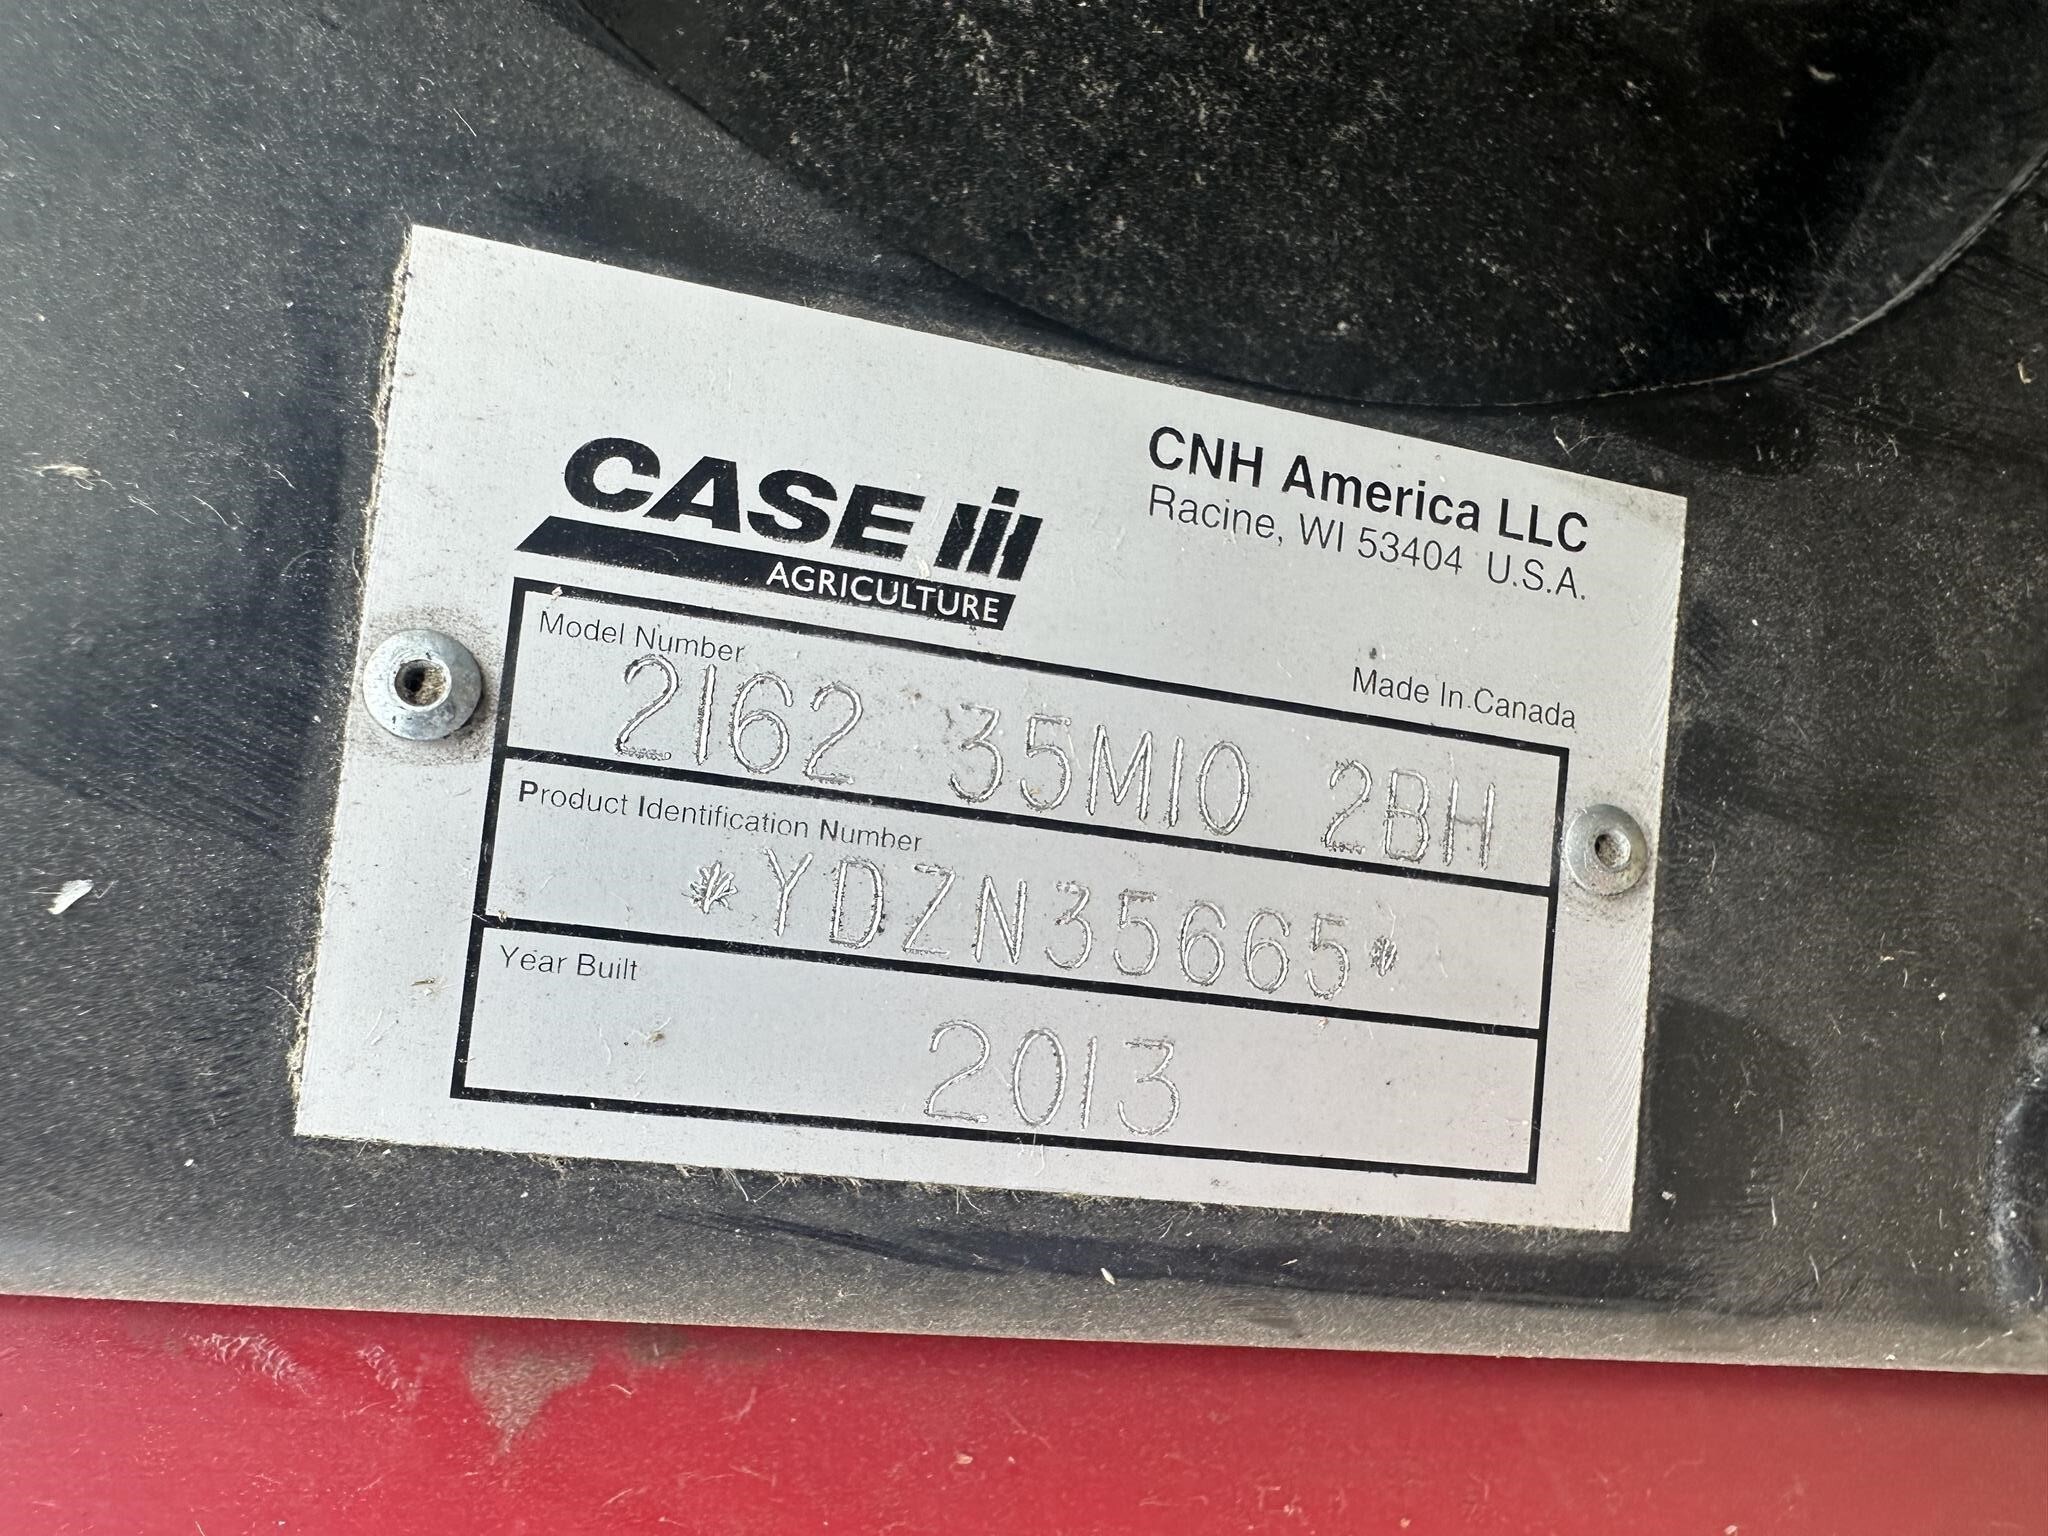 CASE IH
AGRICULTURE
CNH America LLC
Racine, WI 53404 U.S.A.
Made In Canada
Model Number
2162 35M10 2BH
Product Identification Number
*YDZN35665*
Year Built
2013